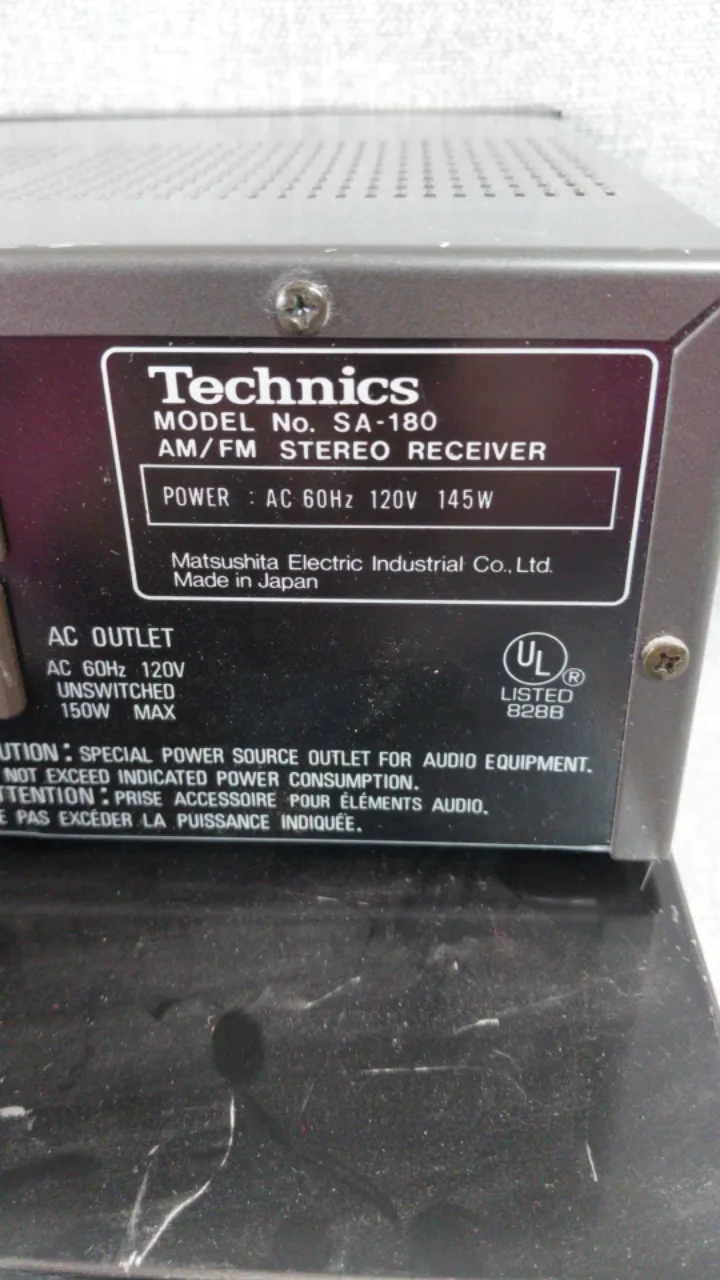 Technics
MODEL No. SA-180
AM/FM STEREO RECEIVER
POWER : AC 60Hz 120V 145W
Matsushita Electric Industrial Co., Ltd.
Made in Japan
AC OUTLET
AC 60Hz 120V
UNSWITCHED
150W MAX
UL ®
LISTED
828B
UTION: SPECIAL POWER SOURCE OUTLET FOR AUDIO EQUIPMENT.
NOT EXCEED INDICATED POWER CONSUMPTION.
TTENTION: PRISE ACCESSOIRE POUR ÉLÉMENTS AUDIO.
E PAS EXCÉDER LA PUISSANCE INDIQUÉE.